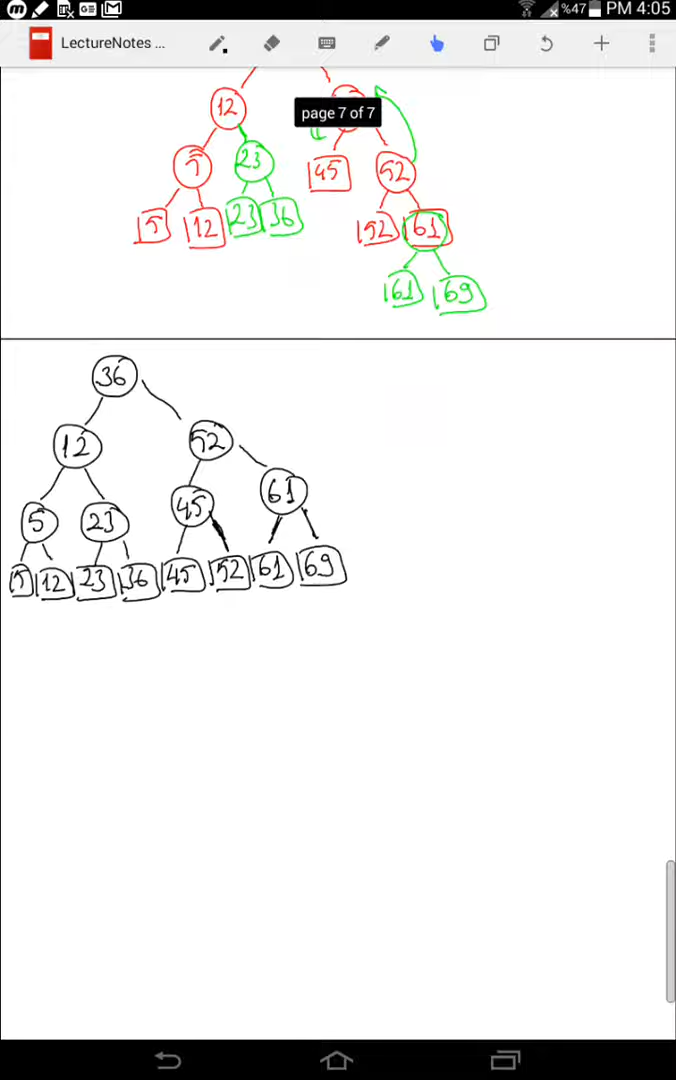 %47 PM 4:05
LectureNotes ...
page 7 of 7
12
5 23 45 52
5 12 23 36 52 61
61 69
36
12 52
5 23 45 61
5 12 23 36 45 52 61 69